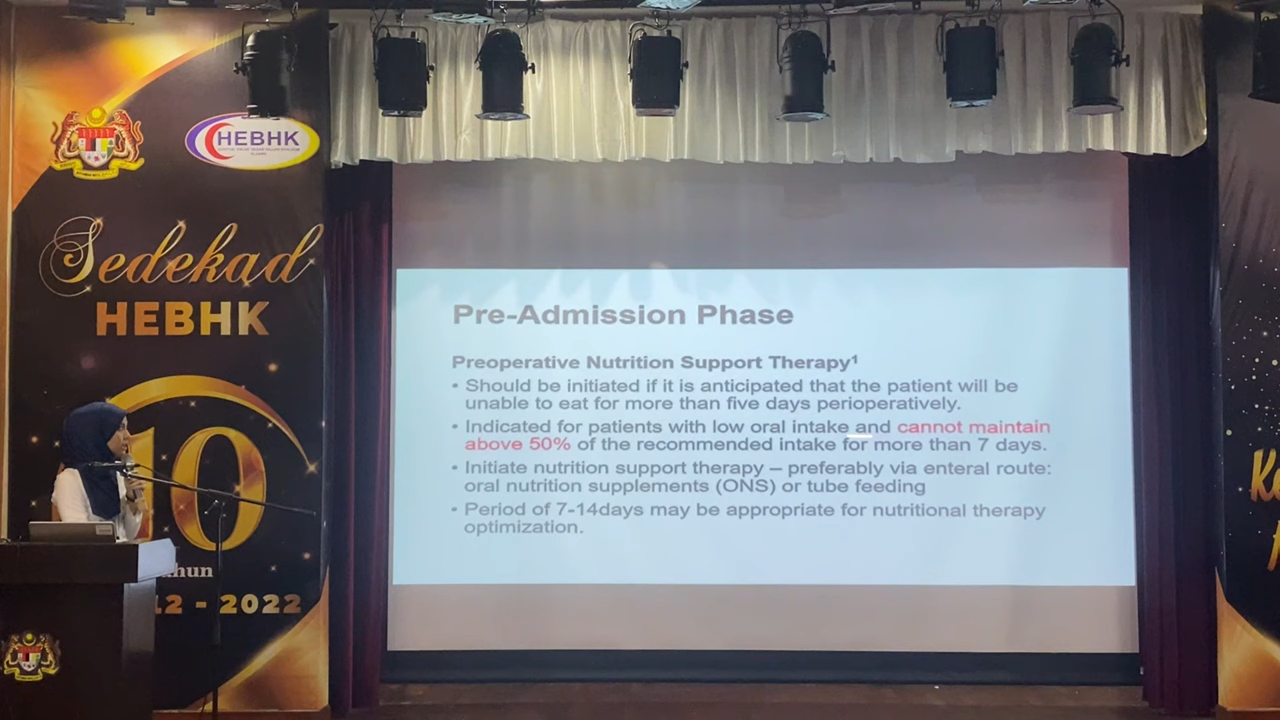 HEBHK
Sedekad
HEBHK
10
hun
12 - 2022
Pre-Admission Phase
Preoperative Nutrition Support Therapy¹
• Should be initiated if it is anticipated that the patient will be
unable to eat for more than five days perioperatively.
• Indicated for patients with low oral intake and cannot maintain
above 50% of the recommended intake for more than 7 days.
• Initiate nutrition support therapy – preferably via enteral route:
oral nutrition supplements (ONS) or tube feeding
• Period of 7-14days may be appropriate for nutritional therapy
optimization.